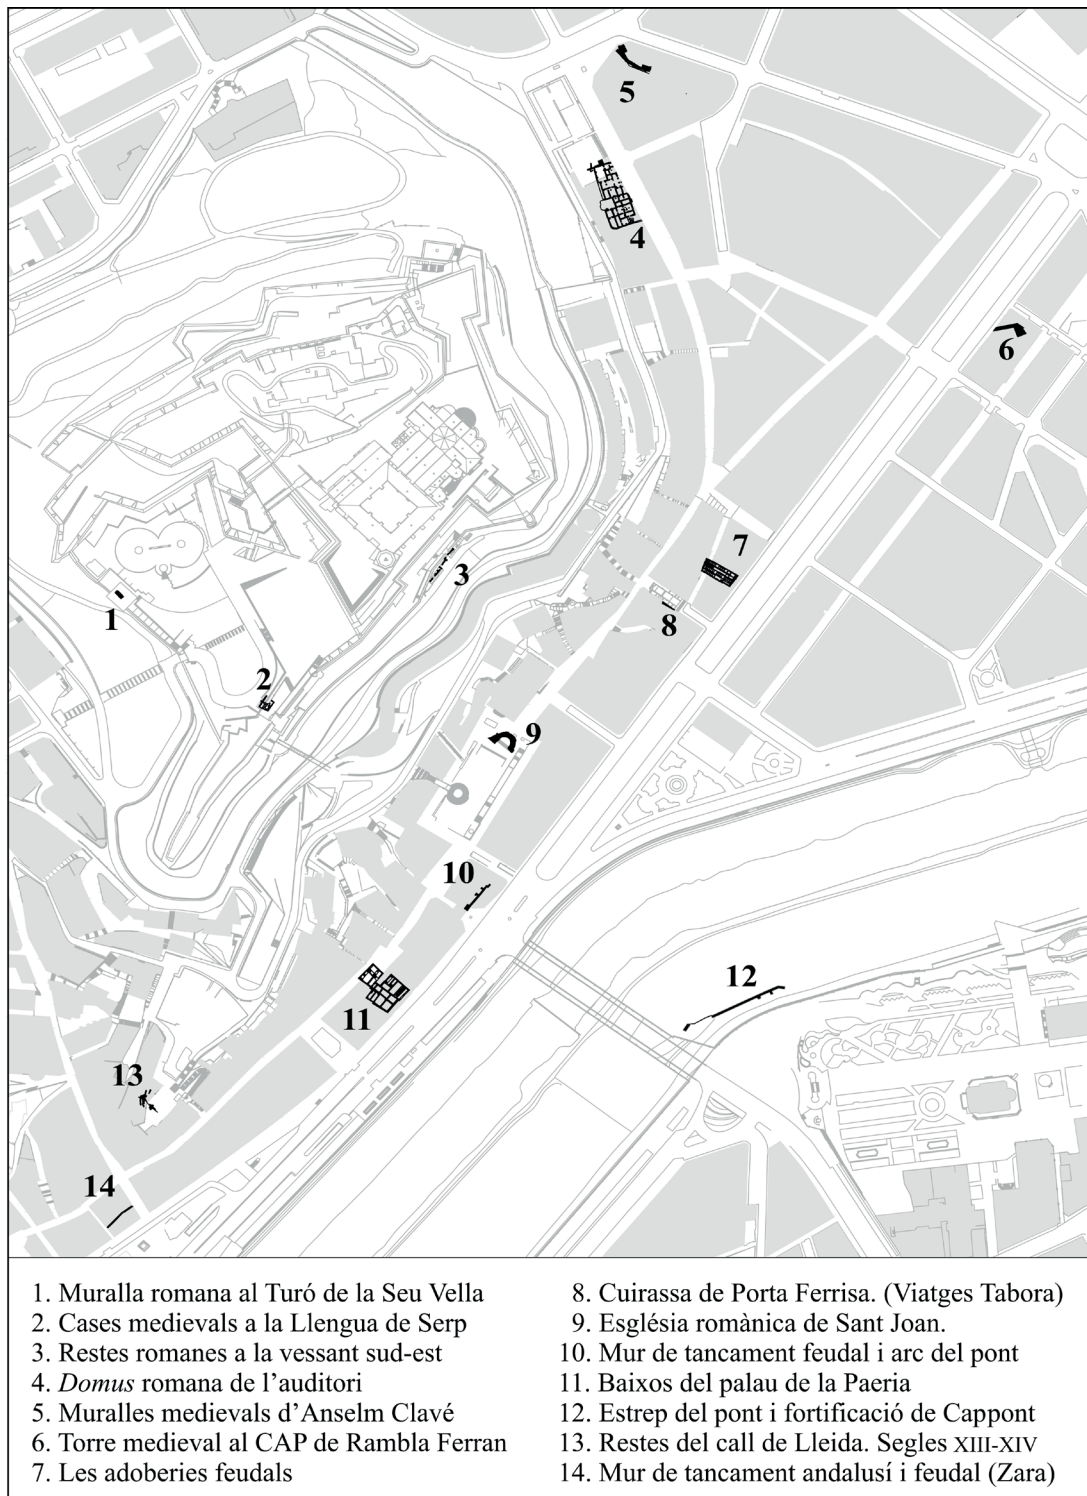 5
4
6
7
3
1
8
2
9
10
12
11
13
14
1. Muralla romana al Turó de la Seu Vella
2. Cases medievals a la Llengua de Serp
3. Restes romanes a la vessant sud-est
4. Domus romana de l’auditori
5. Muralles medievals d’Anselm Clavé
6. Torre medieval al CAP de Rambla Ferran
7. Les adoberies feudals
8. Cuirassa de Porta Ferrisa. (Viatges Tabora)
9. Església romànica de Sant Joan.
10. Mur de tancament feudal i arc del pont
11. Baixos del palau de la Paeria
12. Estrep del pont i fortificació de Cappont
13. Restes del call de Lleida. Segles XIII-XIV
14. Mur de tancament andalusí i feudal (Zara)